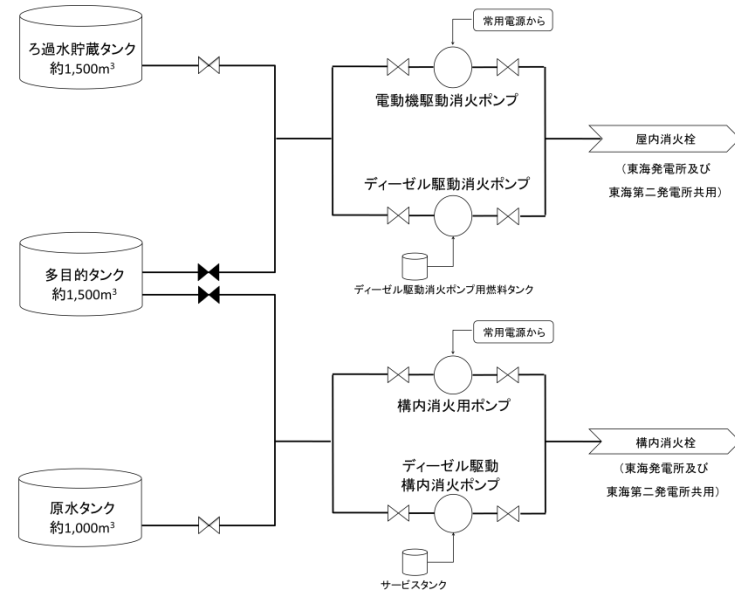 ろ過水貯蔵タンク
約1,500m³
常用電源から
電動機駆動消火ポンプ
屋内消火栓
（東海発電所及び
東海第二発電所共用）
ディーゼル駆動消火ポンプ
多目的タンク
約1,500m³
ディーゼル駆動消火ポンプ用燃料タンク
常用電源から
構内消火用ポンプ
構内消火栓
（東海発電所及び
東海第二発電所共用）
ディーゼル駆動
構内消火ポンプ
原水タンク
約1,000m³
サービスタンク